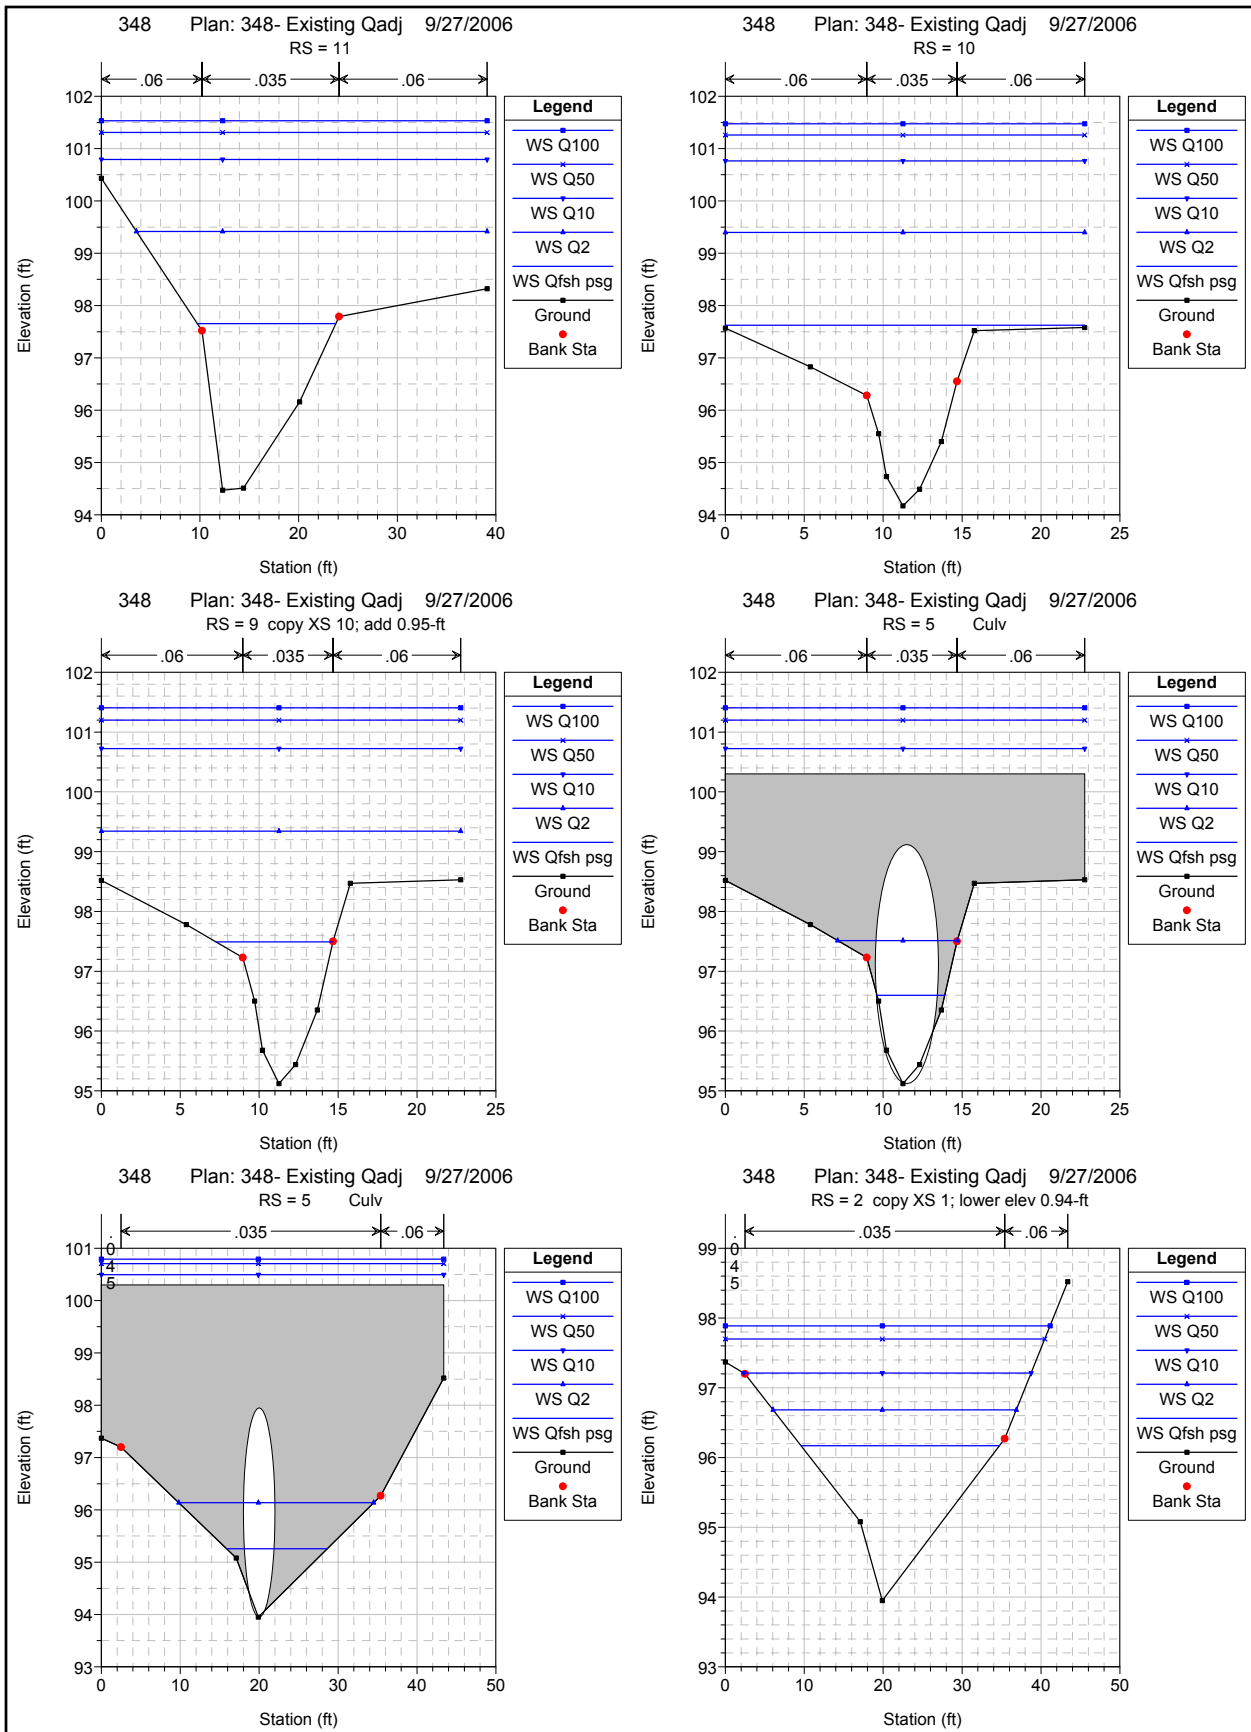 348 Plan: 348- Existing Qadj 9/27/2006
RS = 11
.06 .035 .06
102
101
100
99
98
97
96
95
94
0 10 20 30 40
Station (ft)
Elevation (ft)
Legend
WS Q100
WS Q50
WS Q10
WS Q2
WS Qfsh psg
Ground
Bank Sta
348 Plan: 348- Existing Qadj 9/27/2006
RS = 10
.06 .035 .06
102
101
100
99
98
97
96
95
94
0 5 10 15 20 25
Station (ft)
Elevation (ft)
Legend
WS Q100
WS Q50
WS Q10
WS Q2
WS Qfsh psg
Ground
Bank Sta
348 Plan: 348- Existing Qadj 9/27/2006
RS = 9 copy XS 10; add 0.95-ft
.06 .035 .06
102
101
100
99
98
97
96
95
0 5 10 15 20 25
Station (ft)
Elevation (ft)
Legend
WS Q100
WS Q50
WS Q10
WS Q2
WS Qfsh psg
Ground
Bank Sta
348 Plan: 348- Existing Qadj 9/27/2006
RS = 5 Culv
.06 .035 .06
102
101
100
99
98
97
96
95
0 5 10 15 20 25
Station (ft)
Elevation (ft)
Legend
WS Q100
WS Q50
WS Q10
WS Q2
WS Qfsh psg
Ground
Bank Sta
348 Plan: 348- Existing Qadj 9/27/2006
RS = 5 Culv
.
0
4
5
.035 .06
101
100
99
98
97
96
95
94
93
0 10 20 30 40 50
Station (ft)
Elevation (ft)
Legend
WS Q100
WS Q50
WS Q10
WS Q2
WS Qfsh psg
Ground
Bank Sta
348 Plan: 348- Existing Qadj 9/27/2006
RS = 2 copy XS 1; lower elev 0.94-ft
.
0
4
5
.035 .06
99
98
97
96
95
94
93
0 10 20 30 40 50
Station (ft)
Elevation (ft)
Legend
WS Q100
WS Q50
WS Q10
WS Q2
WS Qfsh psg
Ground
Bank Sta